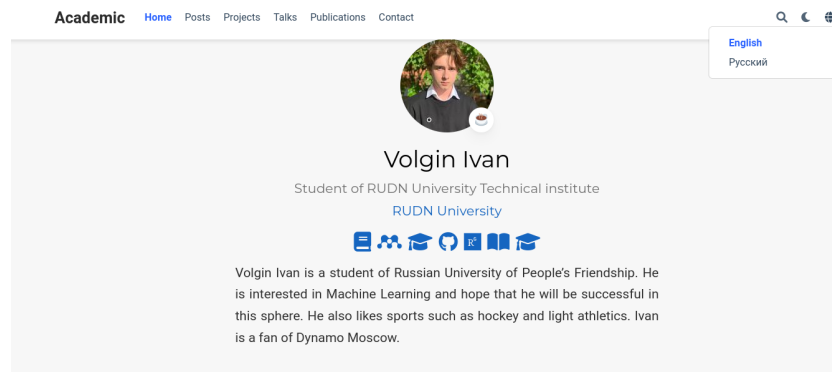 Academic Home Posts Projects Talks Publications Contact
English
Русский
Volgin Ivan
Student of RUDN University Technical institute
RUDN University
Volgin Ivan is a student of Russian University of People's Friendship. He
is interested in Machine Learning and hope that he will be successful in
this sphere. He also likes sports such as hockey and light athletics. Ivan
is a fan of Dynamo Moscow.